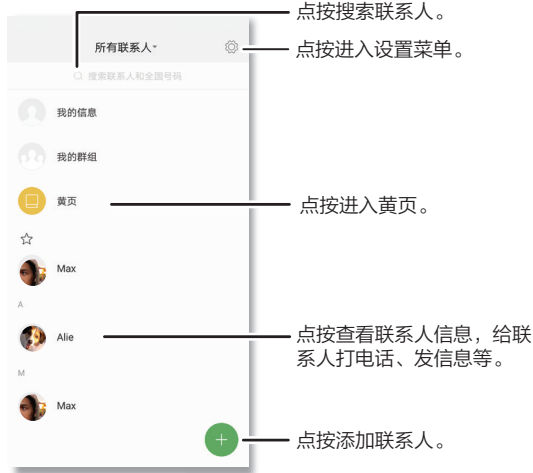 点按搜索联系人。
所有联系人
点按进入设置菜单。
搜索联系人和全国号码
我的信息
我的群组
黄页
点按进入黄页。
Max
A
Alie
点按查看联系人信息，给联
系人打电话、发信息等。
M
Max
点按添加联系人。